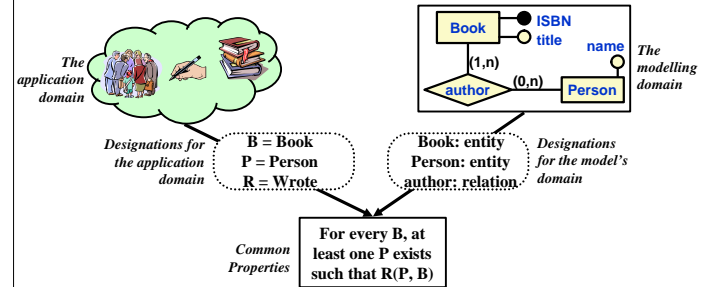 The
application
domain
Book
ISBN
title
name
(1,n)
(0,n)
author
Person
The
modelling
domain
Designations for
the application
domain
B = Book
P = Person
R = Wrote
Book: entity
Person: entity
author: relation
Designations
for the model's
domain
Common
Properties
For every B, at
least one P exists
such that R(P, B)